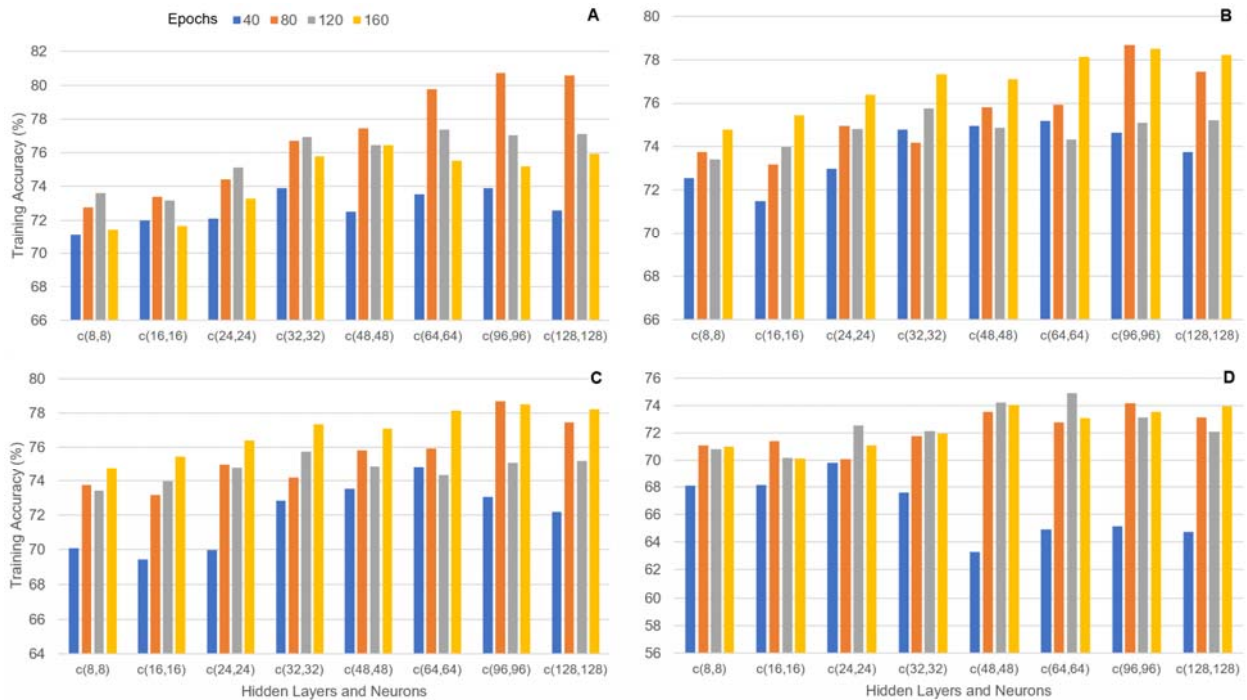 Epochs 40 80 120 160
A
Training Accuracy (%)
82
80
78
76
74
72
70
68
66
c(8,8) c(16,16) c(24,24) c(32,32) c(48,48) c(64,64) c(96,96) c(128,128)
B
80
78
76
74
72
70
68
66
c(8,8) c(16,16) c(24,24) c(32,32) c(48,48) c(64,64) c(96,96) c(128,128)
C
Training Accuracy (%)
80
78
76
74
72
70
68
66
64
c(8,8) c(16,16) c(24,24) c(32,32) c(48,48) c(64,64) c(96,96) c(128,128)
Hidden Layers and Neurons
D
76
74
72
70
68
66
64
62
60
58
56
c(8,8) c(16,16) c(24,24) c(32,32) c(48,48) c(64,64) c(96,96) c(128,128)
Hidden Layers and Neurons